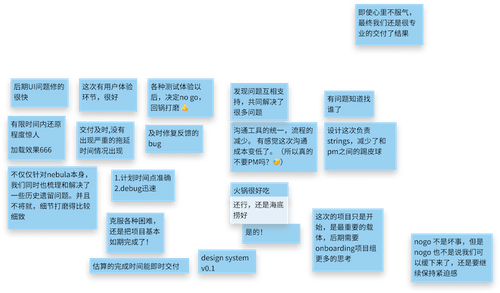 即使心里不服气，
最终我们还是很专
业的交付了结果
后期UI问题修的
很快
这次有用户体验
环节，很好
各种测试体验以
后，决定no go，
回锅打磨👍
发现问题互相支
持，共同解决了
很多问题
有问题知道找
谁了
有限时间内还原
程度惊人
加载效果666
交付及时,没有
出现严重的拖延
时间情况出现
及时修复反馈的
bug
沟通工具的统一，流程的
减少。 有感觉这次沟通
成本变低了。（所以真的
不要PM吗？）
设计这次负责
strings，减少了和
pm之间的踢皮球
不仅仅针对nebula本身，
我们同时也梳理和解决了
一些历史遗留问题。并且
不将就，细节打磨得比较
细致
1.计划时间点准确
2.debug迅速
火锅很好吃
还行，还是海底
捞好
是的！
克服各种困难，
还是把项目基本
如期完成了！
这次的项目只是开
始，是最重要的载
体，后期需要
onboarding项目组
更多的思考
nogo 不是坏事，但是
nogo 也不是说我们可
以缓下来了，还是要继
续保持紧迫感
估算的完成时间能即时交付
design system
v0.1